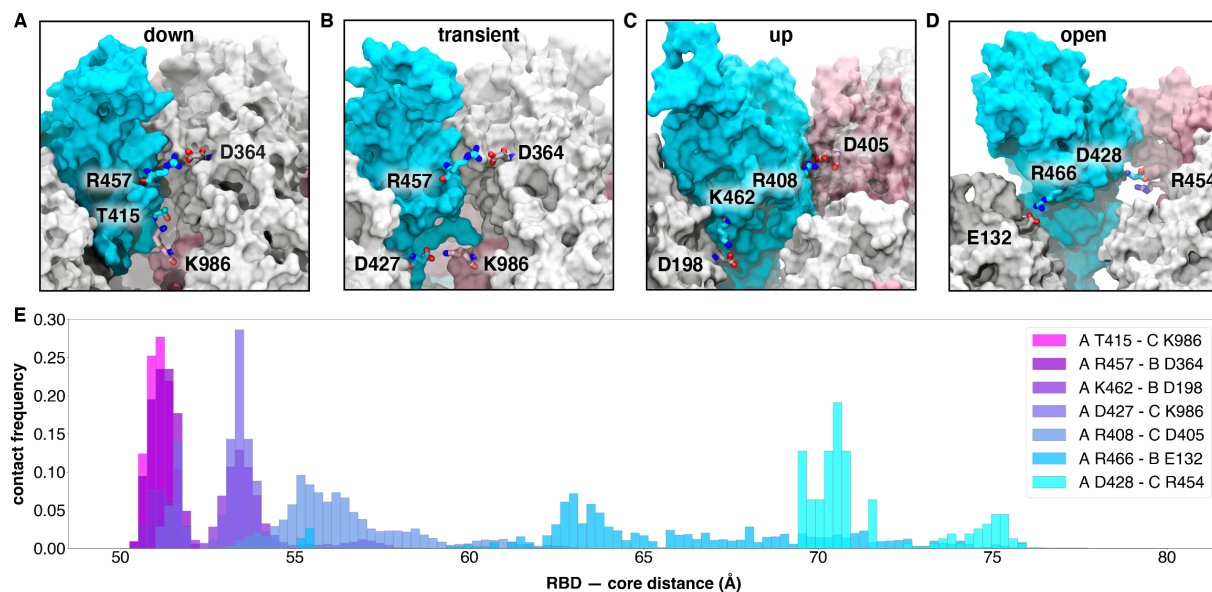 A
down
D364
R457
T415
K986
B
transient
D364
R457
D427
K986
C
up
D405
R408
K462
D198
D
open
D428
R466
R454
E132
E
0.30
0.25
0.20
0.15
0.10
0.05
0.00
contact frequency
50
55
60
65
70
75
80
RBD — core distance (Å)
A T415 - C K986
A R457 - B D364
A K462 - B D198
A D427 - C K986
A R408 - C D405
A R466 - B E132
A D428 - C R454